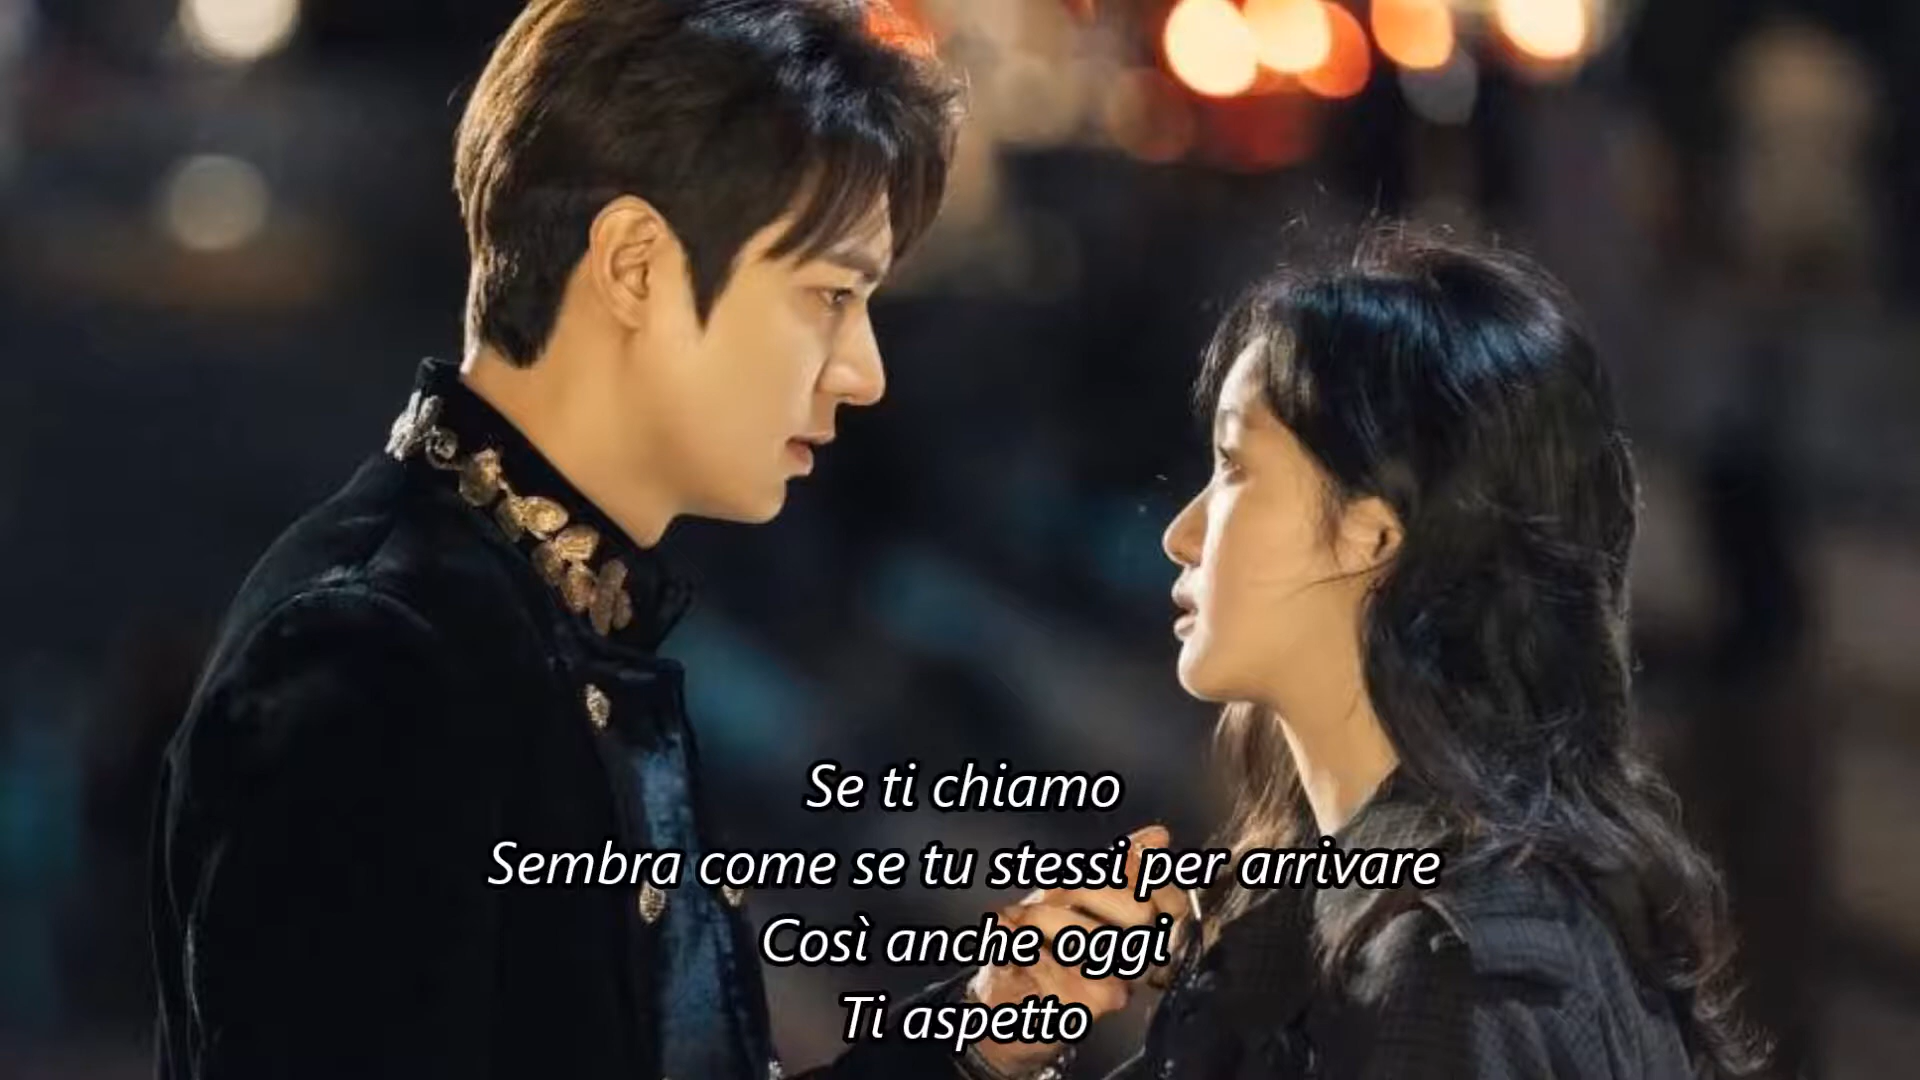 Se ti chiamo
Sembra come se tu stessi per arrivare
Così anche oggi
Ti aspetto